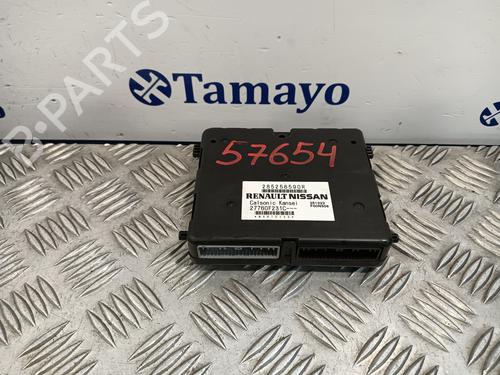 B-PARTS
Tamayo
57654
285258590R
RENAULT NISSAN
Calsonic Kansei
27760F231C---